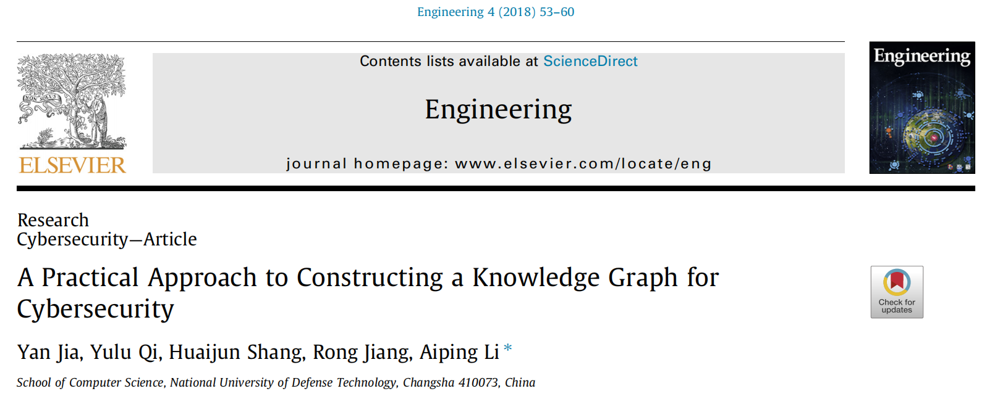 Engineering 4 (2018) 53–60
Contents lists available at ScienceDirect
Engineering
journal homepage: www.elsevier.com/locate/eng
NON SOLUS
ELSEVIER
Engineering
Research
Cybersecurity—Article
A Practical Approach to Constructing a Knowledge Graph for
Cybersecurity
Check for
updates
Yan Jia, Yulu Qi, Huaijun Shang, Rong Jiang, Aiping Li *
School of Computer Science, National University of Defense Technology, Changsha 410073, China